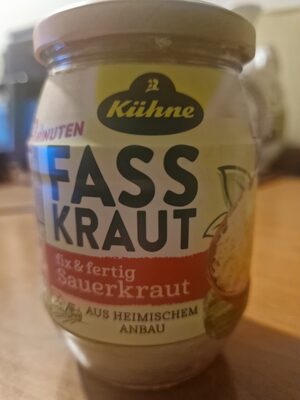 Kühne
MINUTEN
FASS
KRAUT
fix & fertig
Sauerkraut
AUS HEIMISCHEM
ANBAU